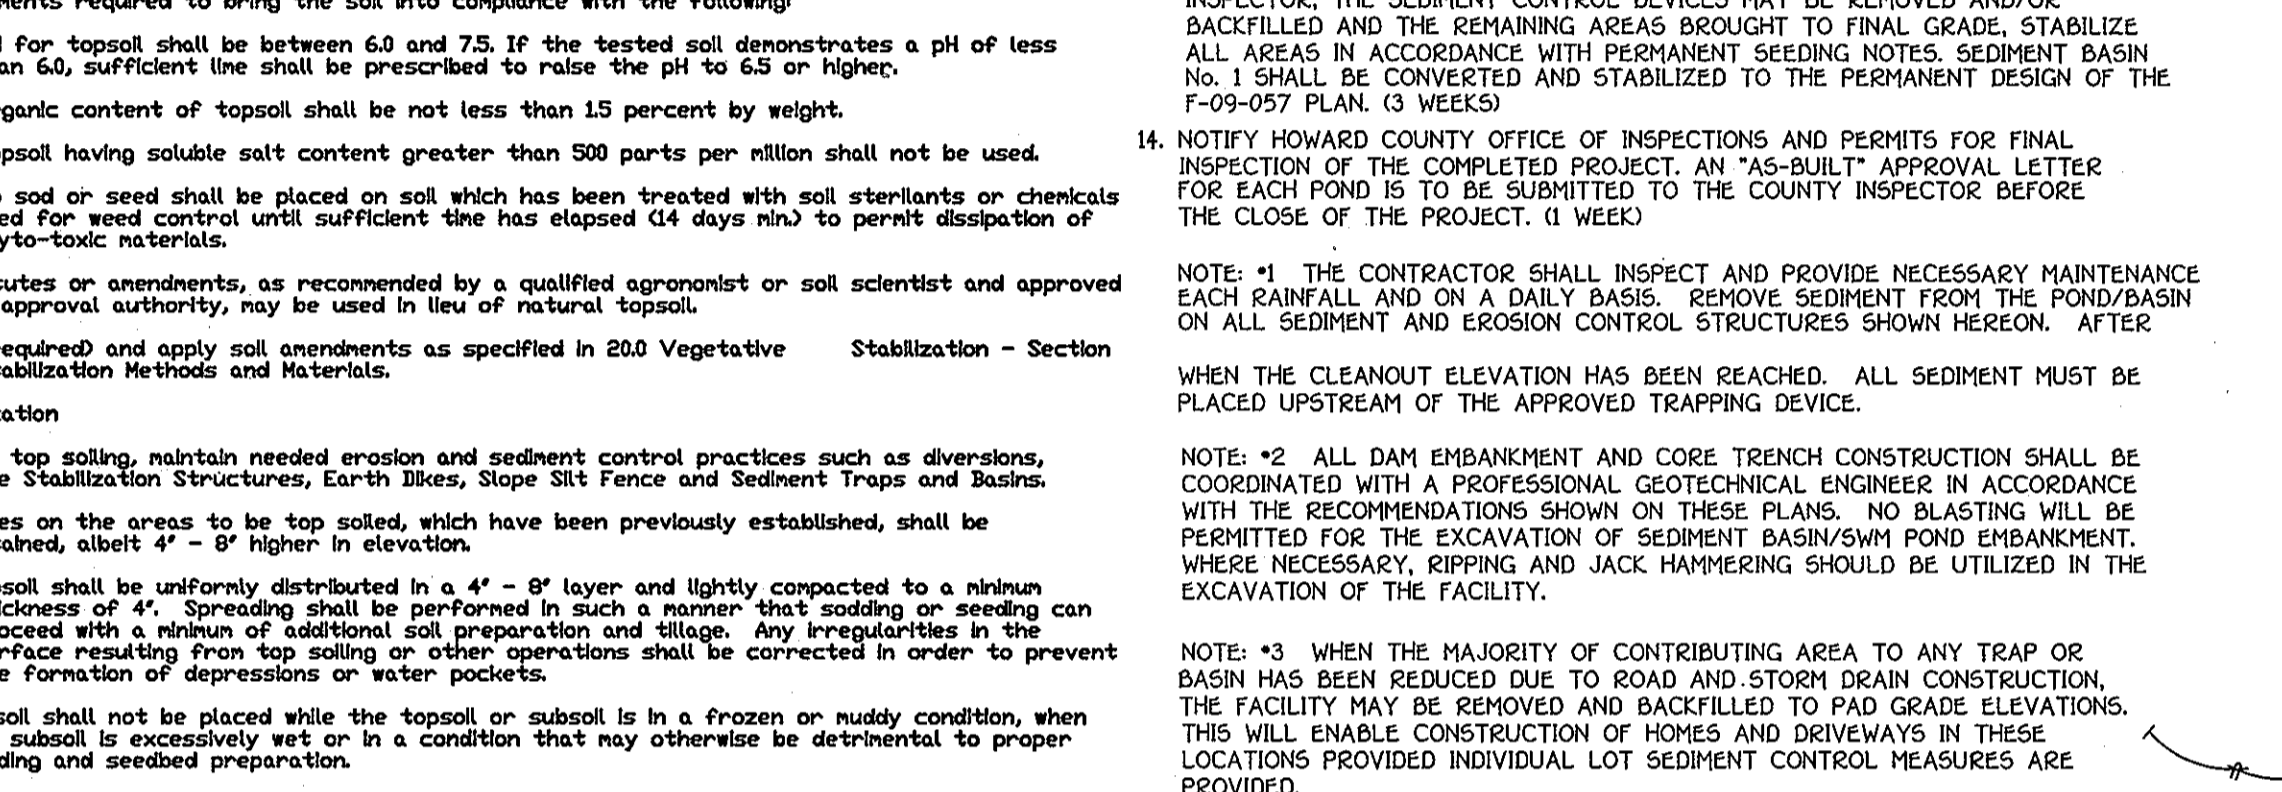 ments required to bring the soil into compliance with the following:
for topsoil shall be between 6.0 and 7.5. If the tested soil demonstrates a pH of less
an 6.0, sufficient lime shall be prescribed to raise the pH to 6.5 or higher.
ganic content of topsoil shall be not less than 1.5 percent by weight.
psoil having soluble salt content greater than 500 parts per million shall not be used.
sod or seed shall be placed on soil which has been treated with soil sterilants or chemicals
ed for weed control until sufficient time has elapsed (14 days min.) to permit dissipation of
yto-toxic materials.
utes or amendments, as recommended by a qualified agronomist or soil scientist and approved
approval authority, may be used in lieu of natural topsoil.
equired) and apply soil amendments as specified in 20.0 Vegetative Stabilization - Section
abilization Methods and Materials.
ation
top soiling, maintain needed erosion and sediment control practices such as diversions,
e Stabilization Structures, Earth Dikes, Slope Silt Fence and Sediment Traps and Basins.
es on the areas to be top soiled, which have been previously established, shall be
ained, albeit 4" - 8" higher in elevation.
soil shall be uniformly distributed in a 4" - 8" layer and lightly compacted to a minimum
ickness of 4". Spreading shall be performed in such a manner that sodding or seeding can
oceed with a minimum of additional soil preparation and tillage. Any irregularities in the
rface resulting from top soiling or other operations shall be corrected in order to prevent
e formation of depressions or water pockets.
soil shall not be placed while the topsoil or subsoil is in a frozen or muddy condition, when
subsoil is excessively wet or in a condition that may otherwise be detrimental to proper
ding and seedbed preparation.
INSPECTOR, THE SEDIMENT CONTROL DEVICES MAY BE REMOVED AND/OR
BACKFILLED AND THE REMAINING AREAS BROUGHT TO FINAL GRADE, STABILIZE
ALL AREAS IN ACCORDANCE WITH PERMANENT SEEDING NOTES. SEDIMENT BASIN
No. 1 SHALL BE CONVERTED AND STABILIZED TO THE PERMANENT DESIGN OF THE
F-09-057 PLAN. (3 WEEKS)
14. NOTIFY HOWARD COUNTY OFFICE OF INSPECTIONS AND PERMITS FOR FINAL
INSPECTION OF THE COMPLETED PROJECT. AN "AS-BUILT" APPROVAL LETTER
FOR EACH POND IS TO BE SUBMITTED TO THE COUNTY INSPECTOR BEFORE
THE CLOSE OF THE PROJECT. (1 WEEK)
NOTE: *1 THE CONTRACTOR SHALL INSPECT AND PROVIDE NECESSARY MAINTENANCE
EACH RAINFALL AND ON A DAILY BASIS. REMOVE SEDIMENT FROM THE POND/BASIN
ON ALL SEDIMENT AND EROSION CONTROL STRUCTURES SHOWN HEREON. AFTER
WHEN THE CLEANOUT ELEVATION HAS BEEN REACHED. ALL SEDIMENT MUST BE
PLACED UPSTREAM OF THE APPROVED TRAPPING DEVICE.
NOTE: *2 ALL DAM EMBANKMENT AND CORE TRENCH CONSTRUCTION SHALL BE
COORDINATED WITH A PROFESSIONAL GEOTECHNICAL ENGINEER IN ACCORDANCE
WITH THE RECOMMENDATIONS SHOWN ON THESE PLANS. NO BLASTING WILL BE
PERMITTED FOR THE EXCAVATION OF SEDIMENT BASIN/SWM POND EMBANKMENT.
WHERE NECESSARY, RIPPING AND JACK HAMMERING SHOULD BE UTILIZED IN THE
EXCAVATION OF THE FACILITY.
NOTE: *3 WHEN THE MAJORITY OF CONTRIBUTING AREA TO ANY TRAP OR
BASIN HAS BEEN REDUCED DUE TO ROAD AND STORM DRAIN CONSTRUCTION,
THE FACILITY MAY BE REMOVED AND BACKFILLED TO PAD GRADE ELEVATIONS.
THIS WILL ENABLE CONSTRUCTION OF HOMES AND DRIVEWAYS IN THESE
LOCATIONS PROVIDED INDIVIDUAL LOT SEDIMENT CONTROL MEASURES ARE
PROVIDED.